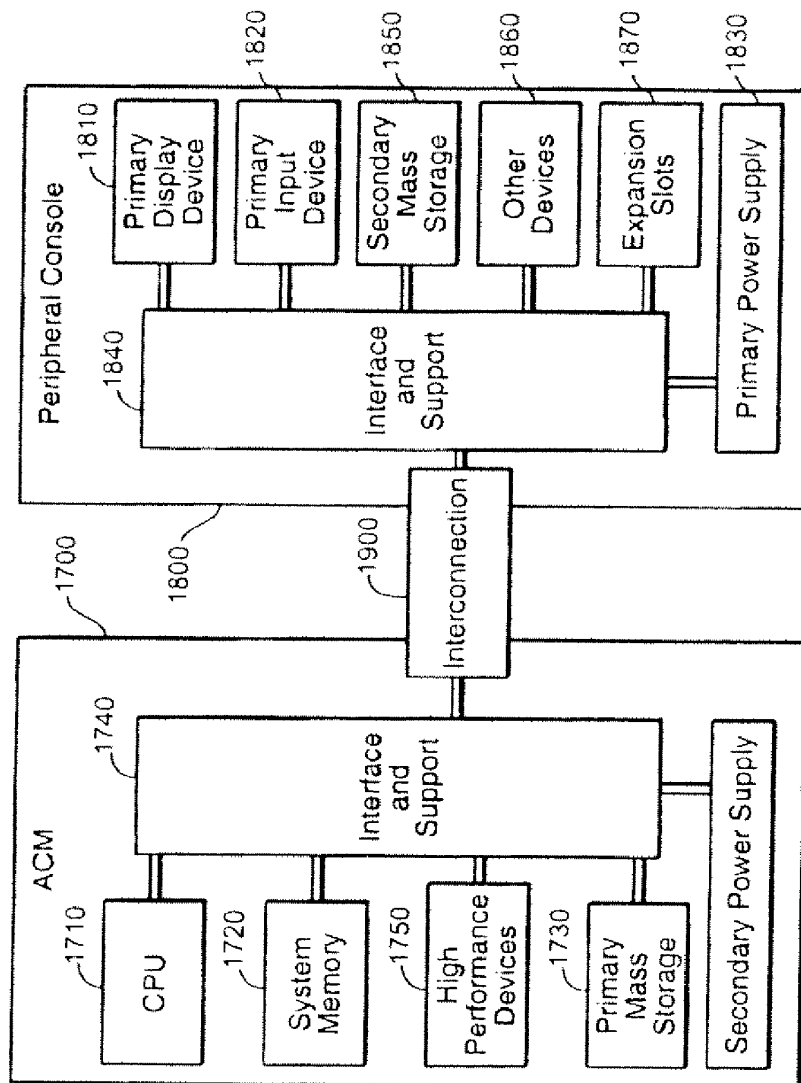 ACM
1700
1710
CPU
1720
System
Memory
1750
High
Performance
Devices
1730
Primary
Mass
Storage
1740
Interface
and
Support
Secondary Power Supply
1900
Interconnection
Peripheral Console
1800
1840
Interface
and
Support
1810
Primary
Display
Device
1820
Primary
Input
Device
1850
Secondary
Mass
Storage
1860
Other
Devices
1870
Expansion
Slots
1830
Primary Power Supply